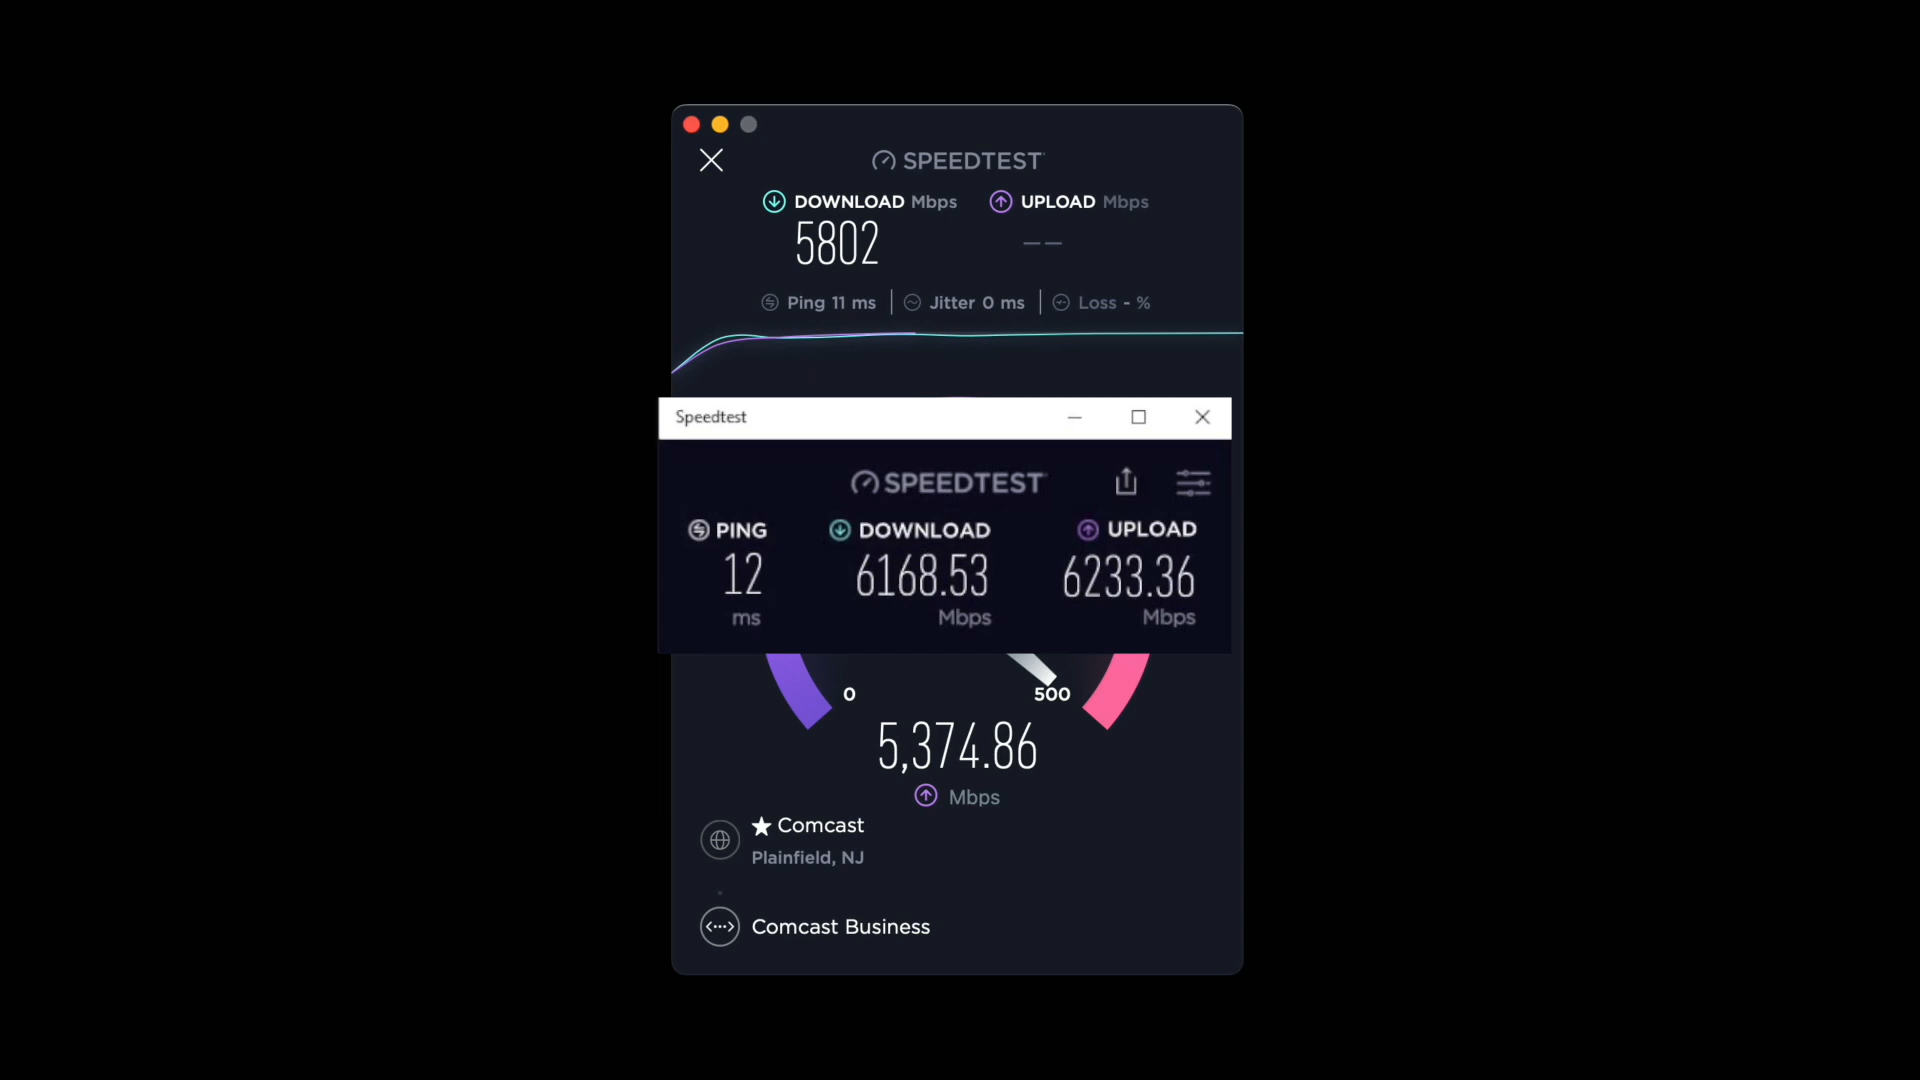 SPEEDTEST
DOWNLOAD Mbps UPLOAD Mbps
5802 — —
Ping 11 ms Jitter 0 ms Loss - %
Speedtest
SPEEDTEST
PING DOWNLOAD UPLOAD
12 6168.53 6233.36
ms Mbps Mbps
0 500
5,374.86
Mbps
Comcast
Plainfield, NJ
Comcast Business